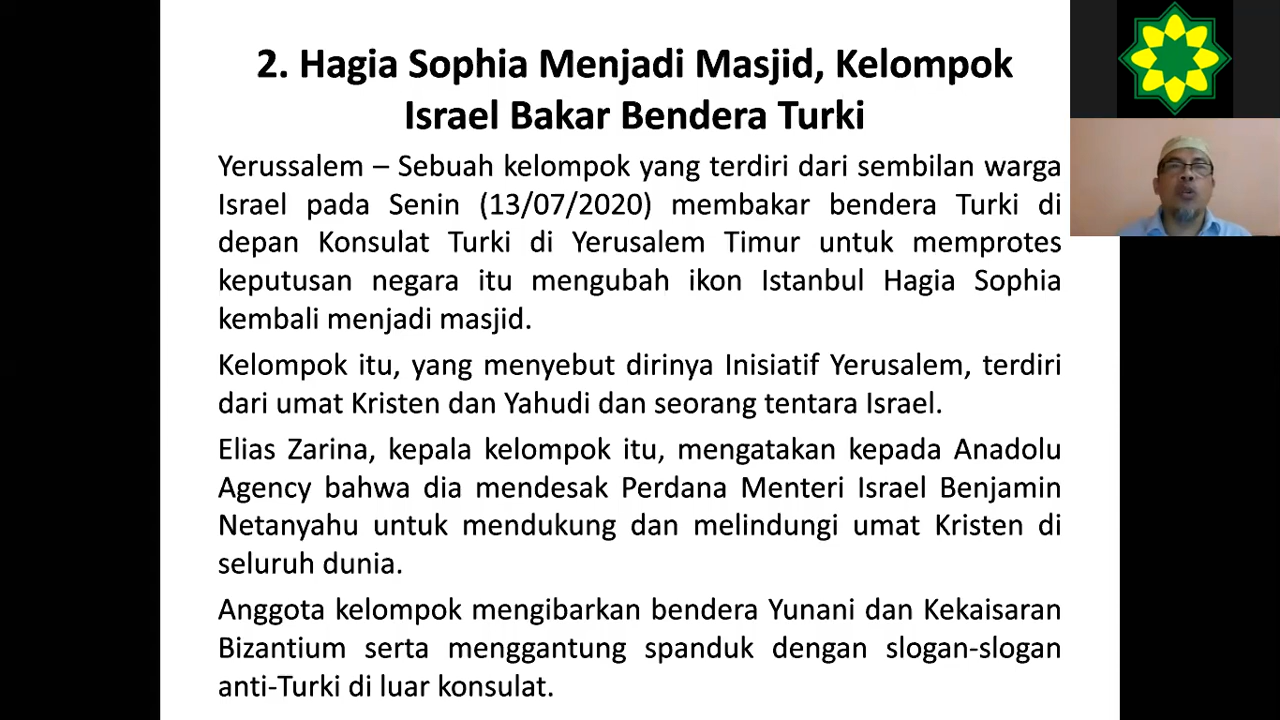 2. Hagia Sophia Menjadi Masjid, Kelompok
Israel Bakar Bendera Turki
Yerussalem – Sebuah kelompok yang terdiri dari sembilan warga
Israel pada Senin (13/07/2020) membakar bendera Turki di
depan Konsulat Turki di Yerusalem Timur untuk memprotes
keputusan negara itu mengubah ikon Istanbul Hagia Sophia
kembali menjadi masjid.
Kelompok itu, yang menyebut dirinya Inisiatif Yerusalem, terdiri
dari umat Kristen dan Yahudi dan seorang tentara Israel.
Elias Zarina, kepala kelompok itu, mengatakan kepada Anadolu
Agency bahwa dia mendesak Perdana Menteri Israel Benjamin
Netanyahu untuk mendukung dan melindungi umat Kristen di
seluruh dunia.
Anggota kelompok mengibarkan bendera Yunani dan Kekaisaran
Bizantium serta menggantung spanduk dengan slogan-slogan
anti-Turki di luar konsulat.